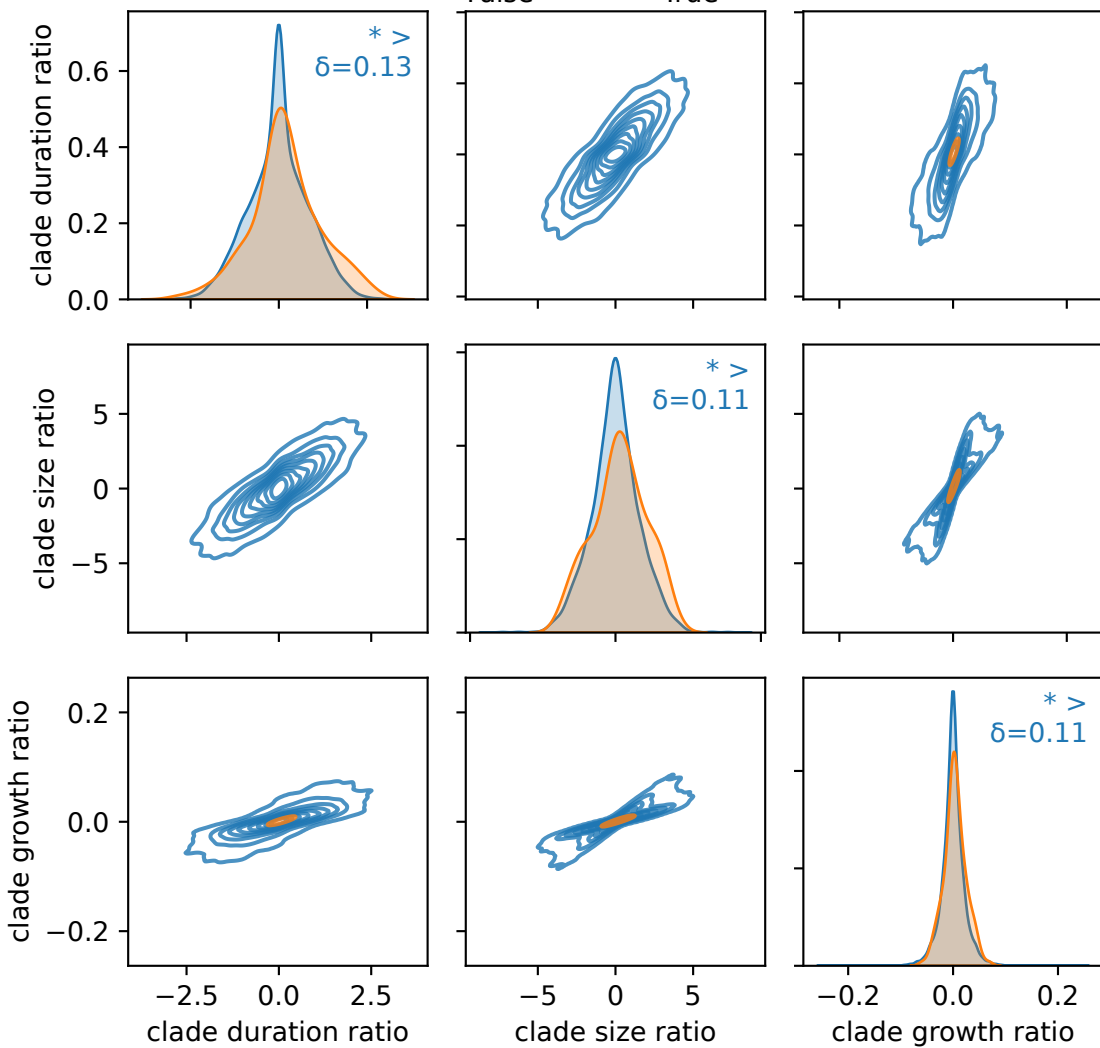 clade duration ratio
0.6
0.4
0.2
0.0
* >
δ=0.13
clade size ratio
5
0
−5
* >
δ=0.11
clade growth ratio
0.2
0.0
−0.2
* >
δ=0.11
−2.5 0.0 2.5
−5 0 5
−0.2 0.0 0.2
clade duration ratio
clade size ratio
clade growth ratio